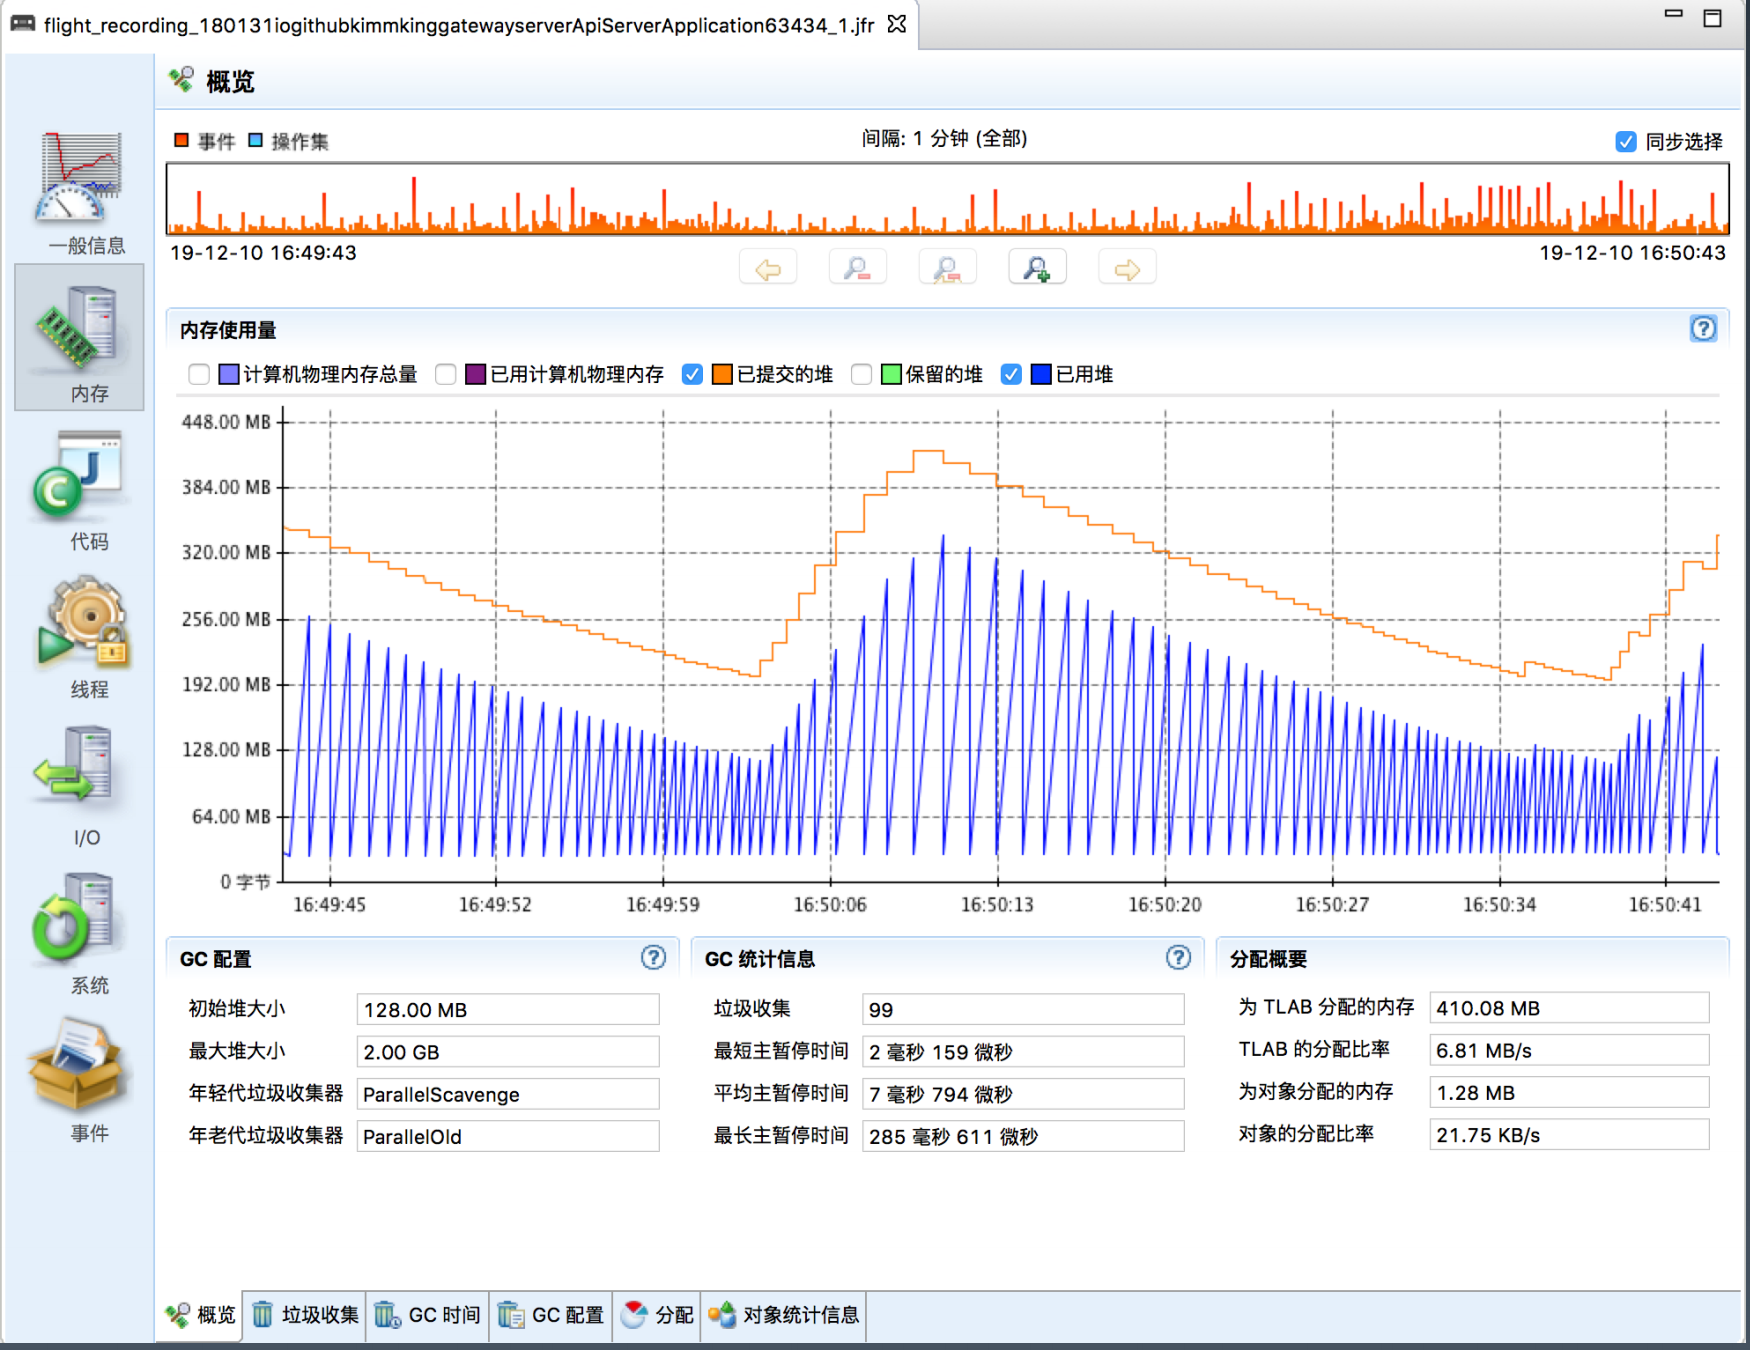 flight_recording_180131iogithubkimmkinggatewayserverApiServerApplication63434_1.jfr
概览
事件 操作集
间隔: 1 分钟 (全部)
同步选择
19-12-10 16:49:43
19-12-10 16:50:43
一般信息
内存
代码
线程
I/O
系统
事件
内存使用量
计算机物理内存总量 已用计算机物理内存 已提交的堆 保留的堆 已用堆
448.00 MB
384.00 MB
320.00 MB
256.00 MB
192.00 MB
128.00 MB
64.00 MB
0 字节
16:49:45 16:49:52 16:49:59 16:50:06 16:50:13 16:50:20 16:50:27 16:50:34 16:50:41
GC 配置
初始堆大小 128.00 MB
最大堆大小 2.00 GB
年轻代垃圾收集器 ParallelScavenge
年老代垃圾收集器 ParallelOld
GC 统计信息
垃圾收集 99
最短主暂停时间 2 毫秒 159 微秒
平均主暂停时间 7 毫秒 794 微秒
最长主暂停时间 285 毫秒 611 微秒
分配概要
为 TLAB 分配的内存 410.08 MB
TLAB 的分配比率 6.81 MB/s
为对象分配的内存 1.28 MB
对象的分配比率 21.75 KB/s
概览 垃圾收集 GC 时间 GC 配置 分配 对象统计信息